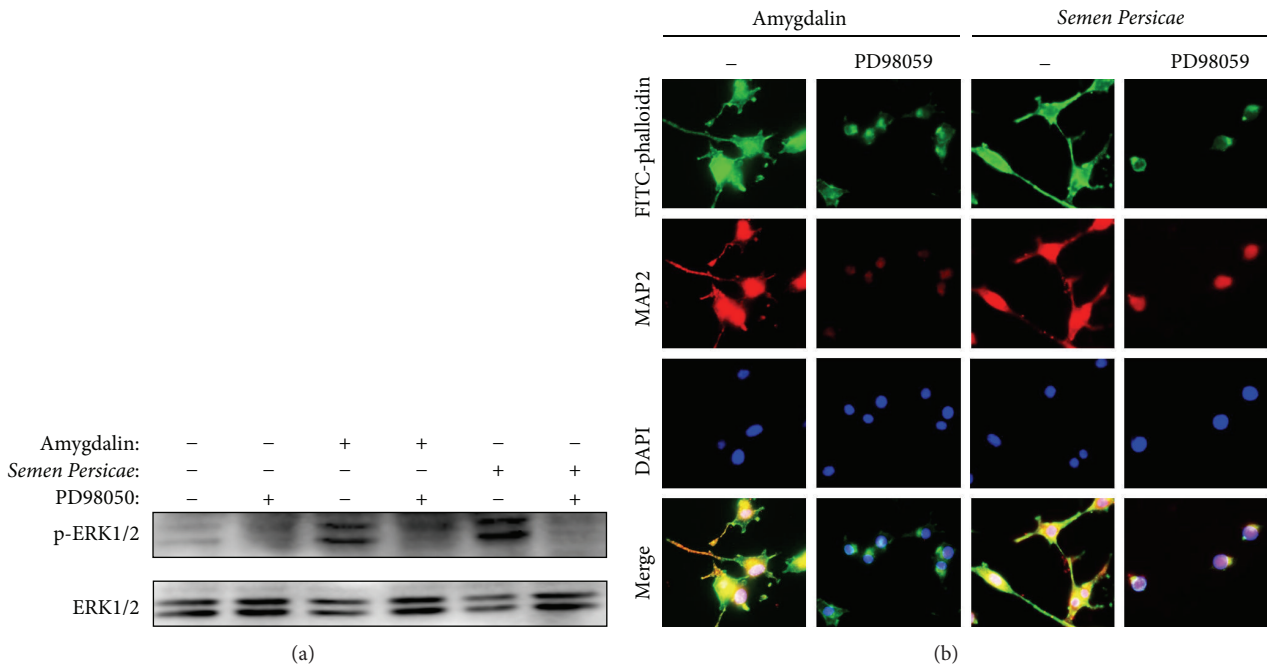 Amygdalin: − − + + − −
Semen Persicae: − − − − + +
PD98050: − + − + − +
p-ERK1/2
ERK1/2
(a)
Amygdalin Semen Persicae
− PD98059 − PD98059
FITC-phalloidin
MAP2
DAPI
Merge
(b)